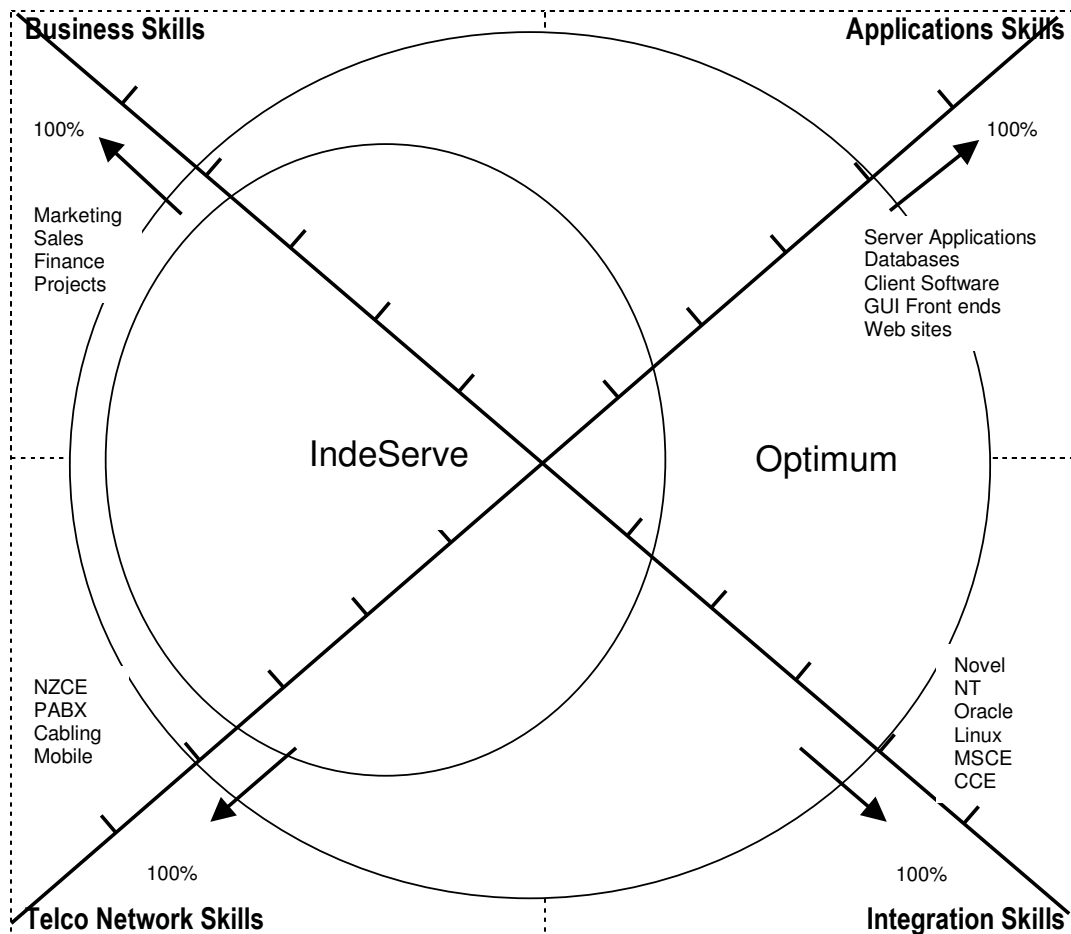 Business Skills
Applications Skills
100%
100%
Marketing
Sales
Finance
Projects
Server Applications
Databases
Client Software
GUI Front ends
Web sites
IndeServe
Optimum
NZCE
PABX
Cabling
Mobile
Novel
NT
Oracle
Linux
MSCE
CCE
100%
100%
Telco Network Skills
Integration Skills